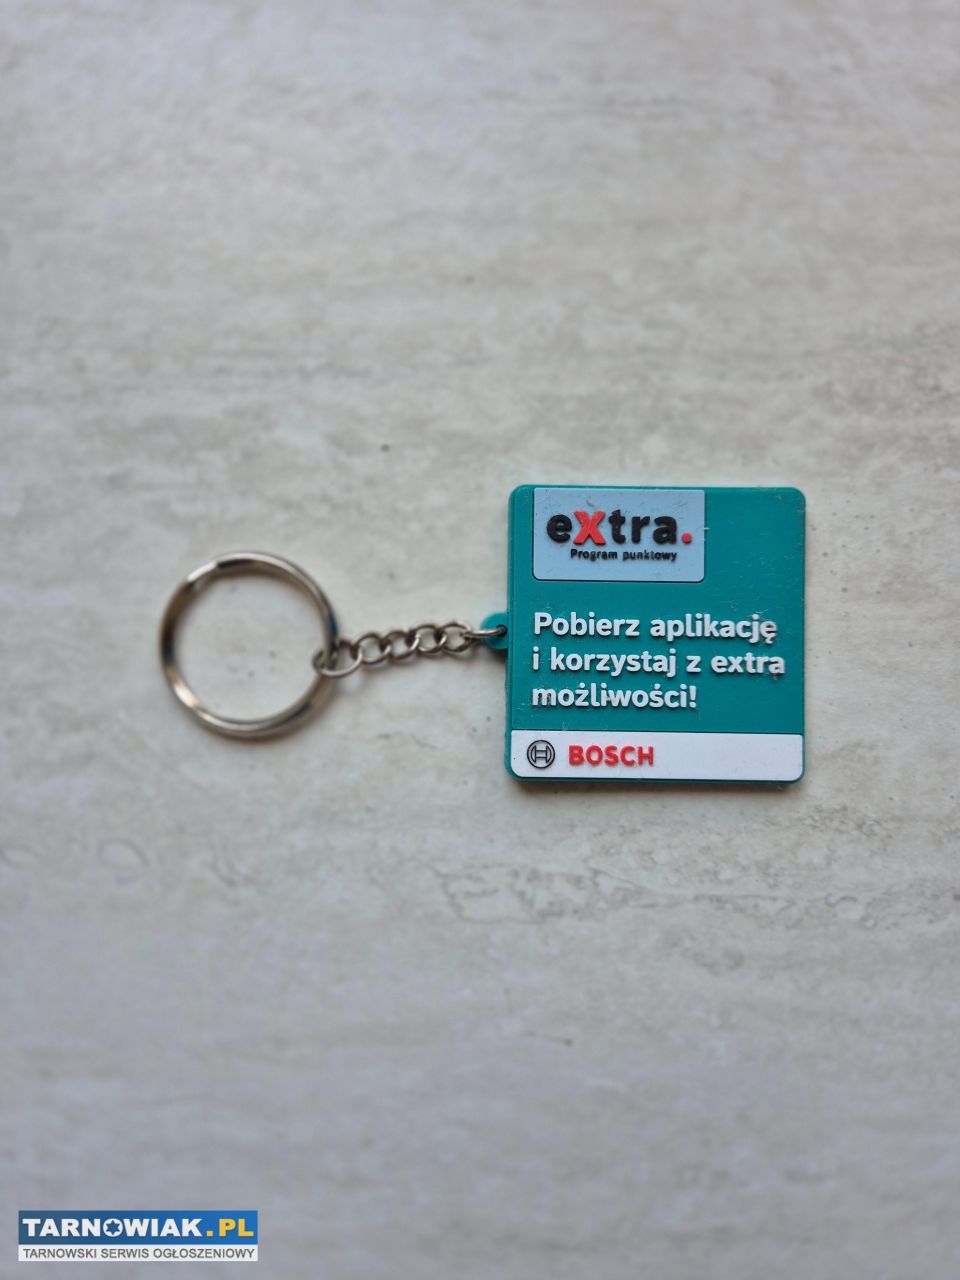 extra.
Program punktowy
Pobierz aplikację
i korzystaj z extra
możliwości!
BOSCH
TARNOWIAK.PL
TARNOWSKI SERWIS OGŁOSZENIOWY